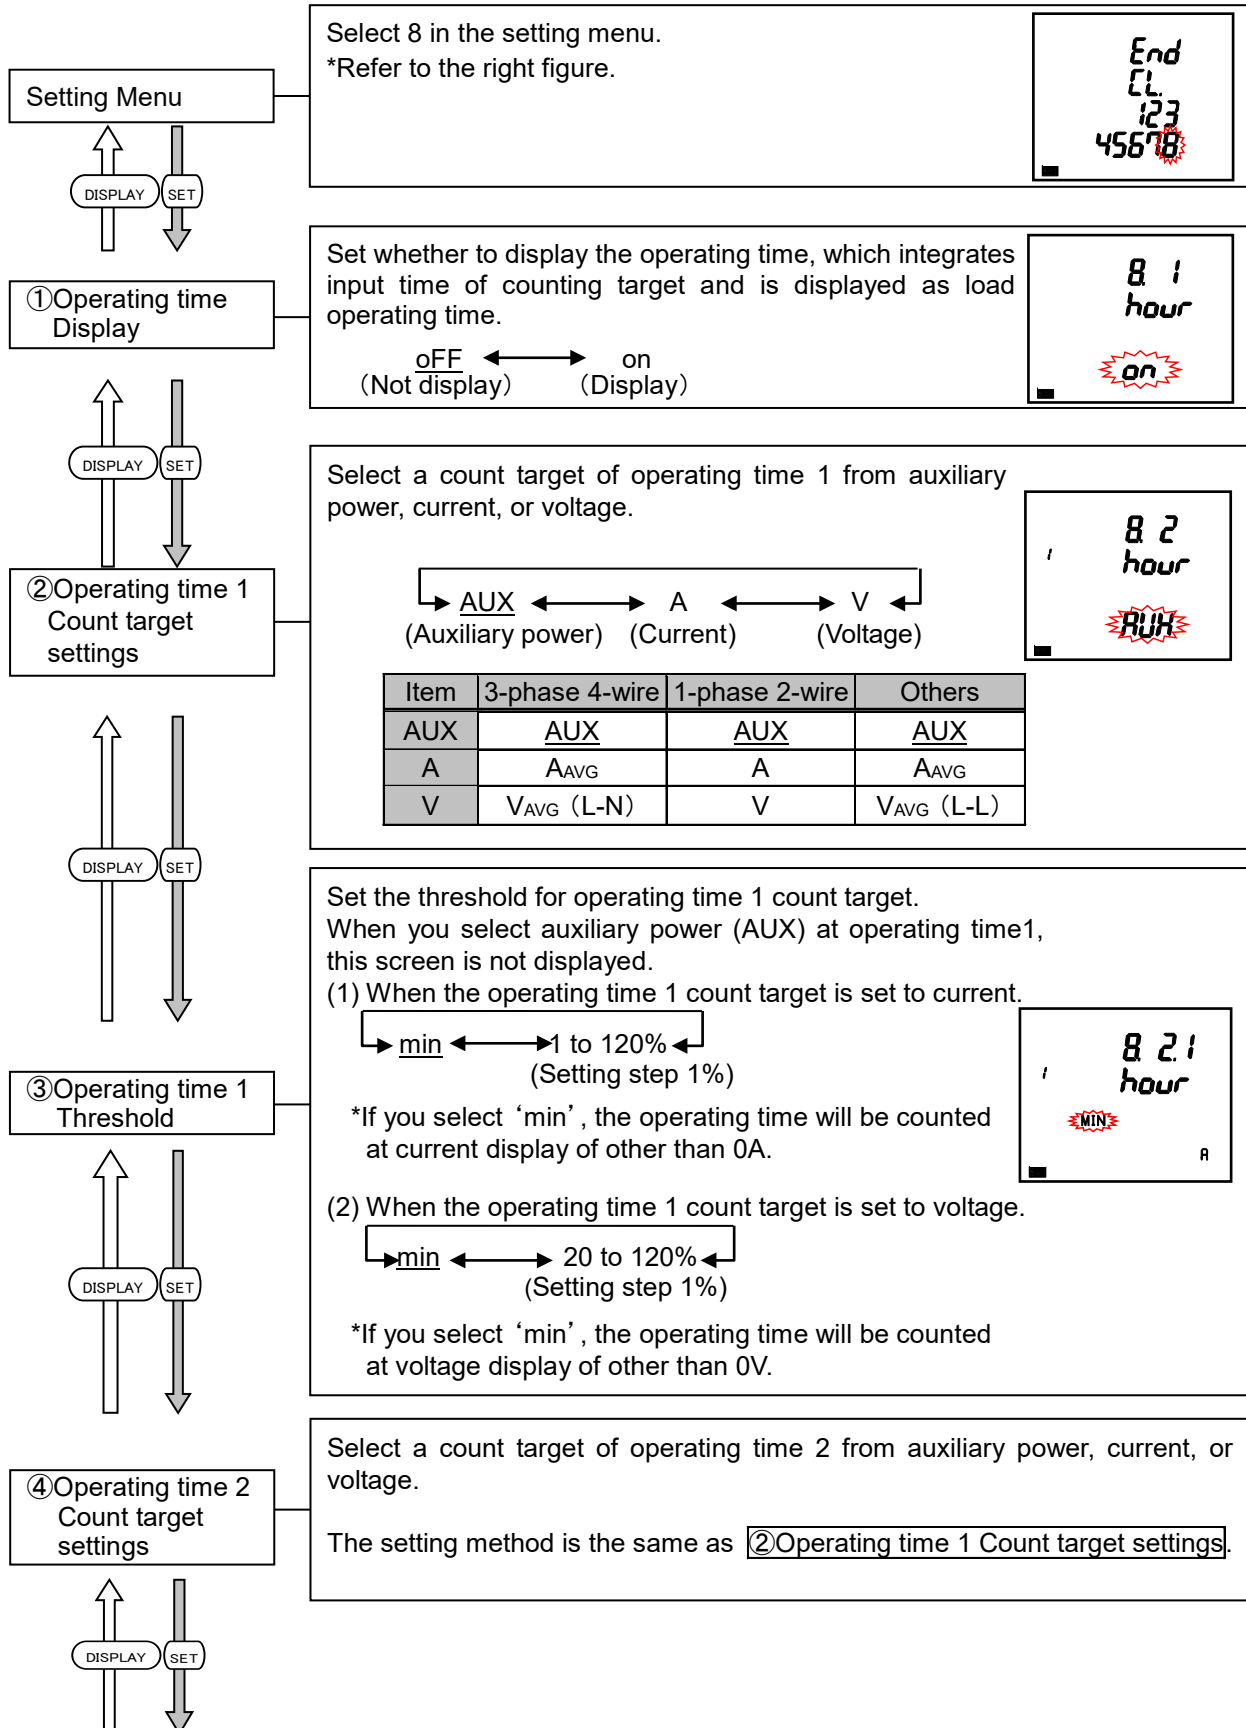 Select 8 in the setting menu.
*Refer to the right figure.
End
CL.
123
45678
Setting Menu
DISPLAY SET
Set whether to display the operating time, which integrates
input time of counting target and is displayed as load
operating time.
oFF on
(Not display) (Display)
8. 1
hour
on
①Operating time
Display
DISPLAY SET
Select a count target of operating time 1 from auxiliary
power, current, or voltage.
AUX A V
(Auxiliary power) (Current) (Voltage)
8. 2
1 hour
AUX
②Operating time 1
Count target
settings
Item 3-phase 4-wire 1-phase 2-wire Others
AUX AUX AUX AUX
A AAVG A AAVG
V VAVG (L-N) V VAVG (L-L)
DISPLAY SET
Set the threshold for operating time 1 count target.
When you select auxiliary power (AUX) at operating time1,
this screen is not displayed.
(1) When the operating time 1 count target is set to current.
min 1 to 120%
(Setting step 1%)
*If you select ‘min’, the operating time will be counted
at current display of other than 0A.
8. 2.1
1 hour
MIN
A
③Operating time 1
Threshold
(2) When the operating time 1 count target is set to voltage.
min 20 to 120%
(Setting step 1%)
*If you select ‘min’, the operating time will be counted
at voltage display of other than 0V.
DISPLAY SET
Select a count target of operating time 2 from auxiliary power, current, or
voltage.
The setting method is the same as ②Operating time 1 Count target settings.
④Operating time 2
Count target
settings
DISPLAY SET